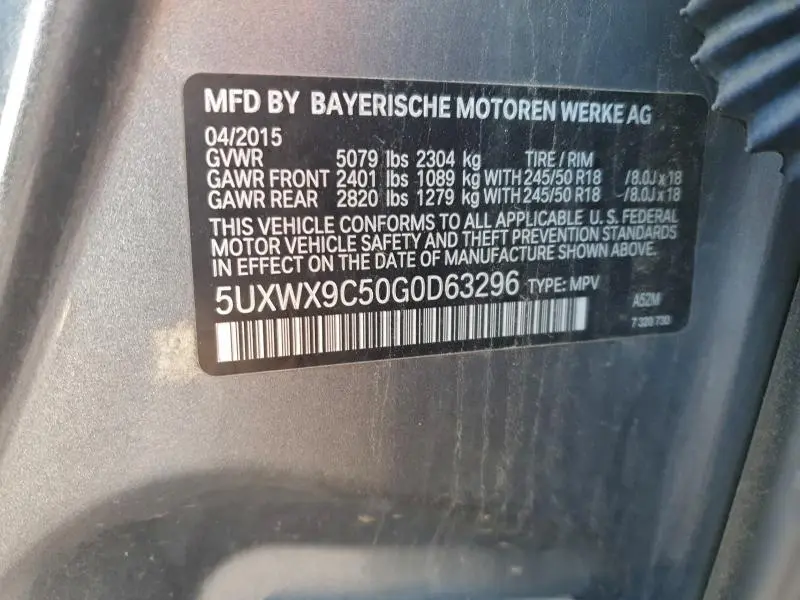 MFD BY BAYERISCHE MOTOREN WERKE AG
04/2015
GVWR 5079 lbs 2304 kg TIRE / RIM
GAWR FRONT 2401 lbs 1089 kg WITH 245/50 R18 /8.0J x 18
GAWR REAR 2820 lbs 1279 kg WITH 245/50 R18 /8.0J x 18
THIS VEHICLE CONFORMS TO ALL APPLICABLE U. S. FEDERAL
MOTOR VEHICLE SAFETY AND THEFT PREVENTION STANDARDS
IN EFFECT ON THE DATE OF MANUFACTURE SHOWN ABOVE.
5UXWX9C50G0D63296 TYPE: MPV A52M
7 320 730